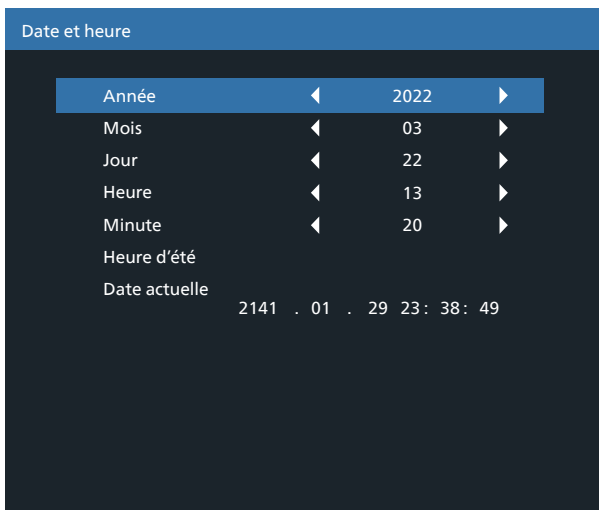 Date et heure
Année 2022
Mois 03
Jour 22
Heure 13
Minute 20
Heure d’été
Date actuelle
2141 . 01 . 29 23: 38: 49